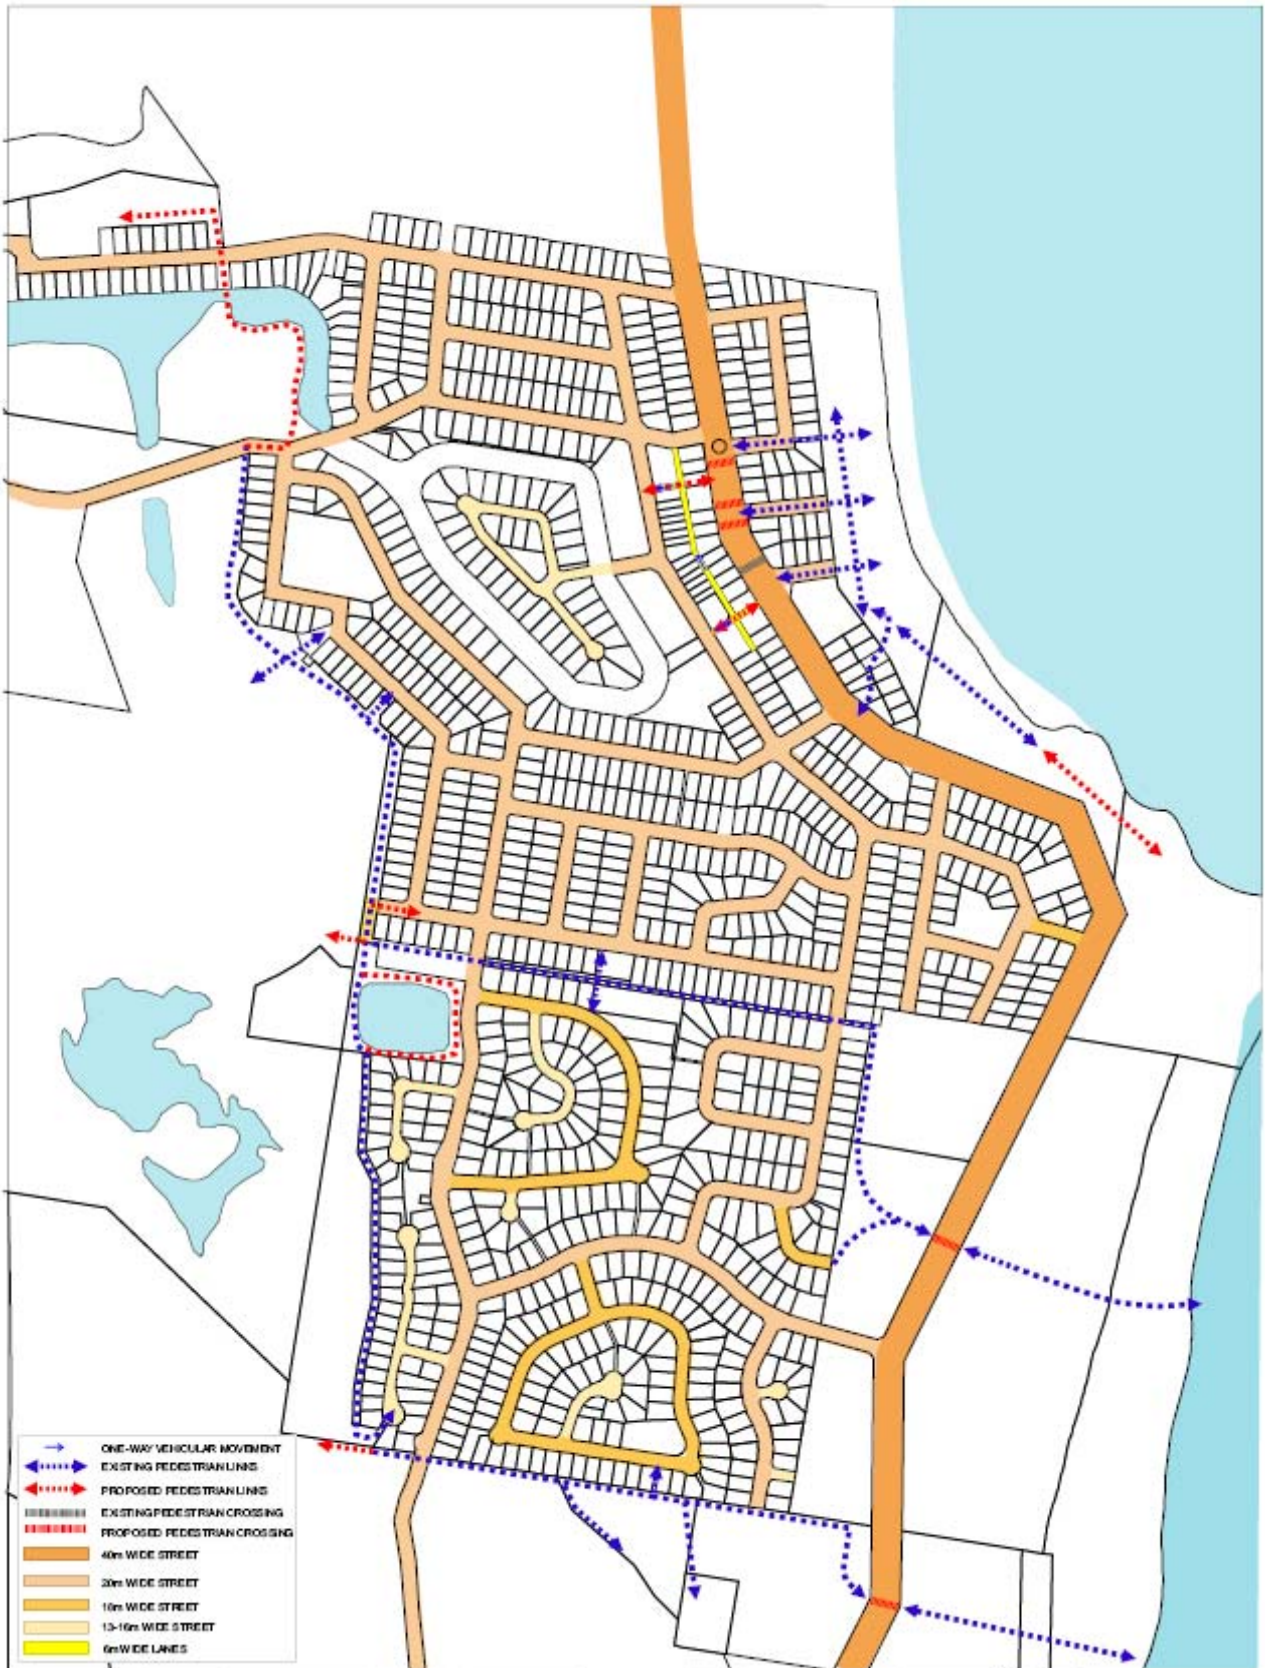 ONE-WAY VEHICULAR MOVEMENT
EXISTING PEDESTRIAN LINKS
PROPOSED PEDESTRIAN LINKS
EXISTING PEDESTRIAN CROSSING
PROPOSED PEDESTRIAN CROSSING
40m WIDE STREET
20m WIDE STREET
18m WIDE STREET
13-16m WIDE STREET
6m WIDE LANES